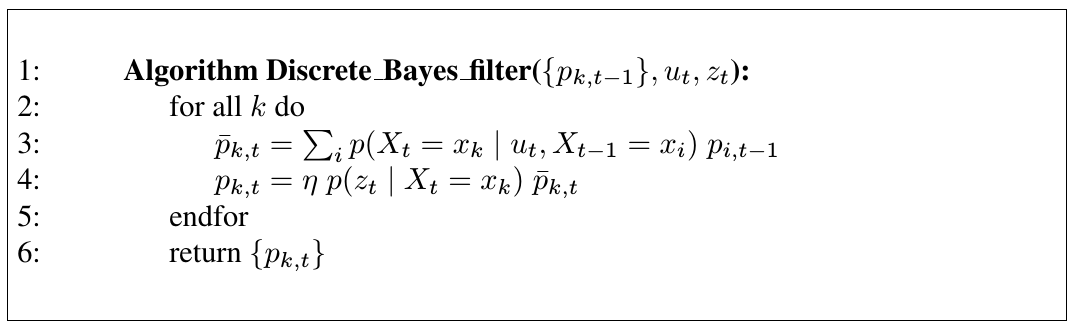 1: Algorithm Discrete_Bayes_filter({p_{k,t−1}}, u_t, z_t):
2: for all k do
3: p̄_{k,t} = ∑_i p(X_t = x_k | u_t, X_{t−1} = x_i) p_{i,t−1}
4: p_{k,t} = η p(z_t | X_t = x_k) p̄_{k,t}
5: endfor
6: return {p_{k,t}}